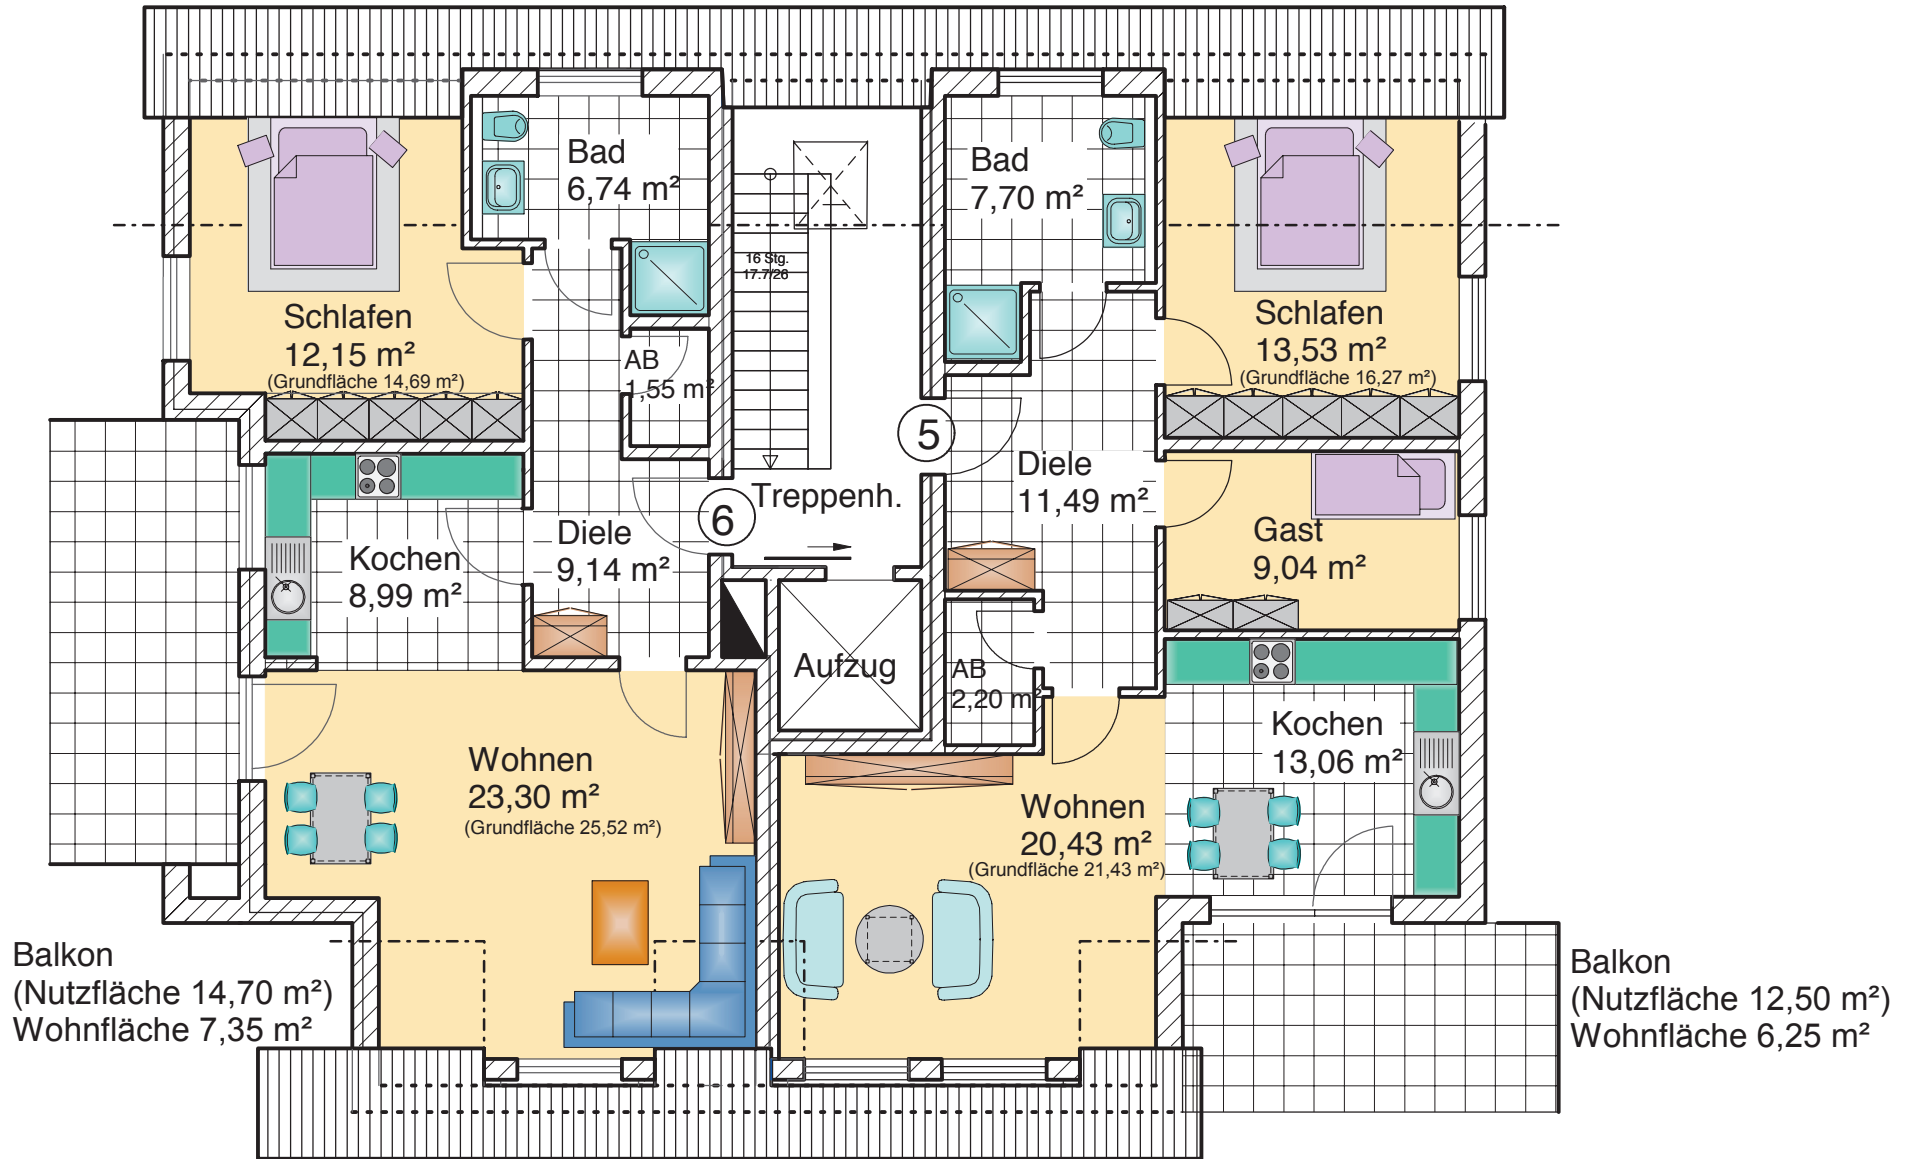 Bad
6,74 m²
Bad
7,70 m²
16 Stg.
17.7/26
Schlafen
12,15 m²
(Grundfläche 14,69 m²)
AB
1,55 m²
Schlafen
13,53 m²
(Grundfläche 16,27 m²)
5
Diele
11,49 m²
Treppenh.
6
Diele
9,14 m²
Kochen
8,99 m²
Gast
9,04 m²
Aufzug
AB
2,20 m²
Kochen
13,06 m²
Wohnen
23,30 m²
(Grundfläche 25,52 m²)
Wohnen
20,43 m²
(Grundfläche 21,43 m²)
Balkon
(Nutzfläche 14,70 m²)
Wohnfläche 7,35 m²
Balkon
(Nutzfläche 12,50 m²)
Wohnfläche 6,25 m²